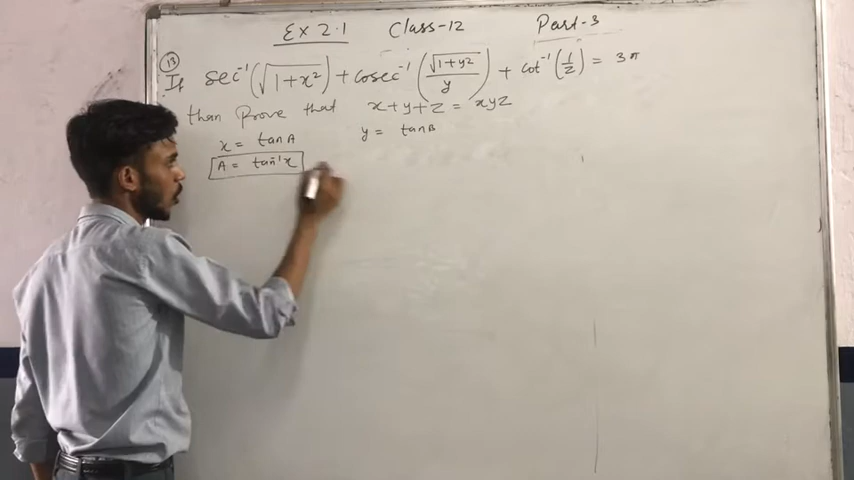 Ex 2.1 Class-12 Part-3
(13) If sec⁻¹(√(1+x²)) + cosec⁻¹(√(1+y²)/y) + cot⁻¹(1/z) = 3π
then Prove that x+y+z = xyz
x = tanA y = tanB
A = tan⁻¹x